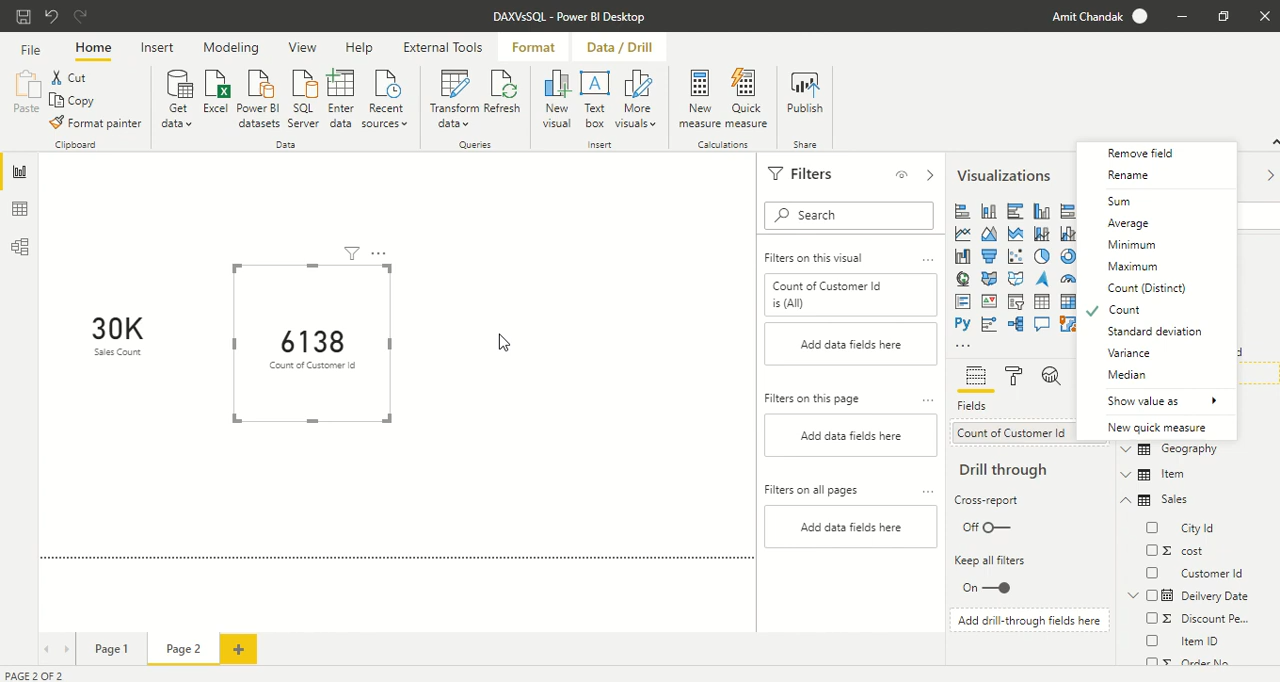 DAXVsSQL - Power BI Desktop
Amit Chandak
File
Home
Insert
Modeling
View
Help
External Tools
Format
Data / Drill
Paste
Cut
Copy
Format painter
Clipboard
Get data
Excel
Power BI datasets
SQL Server
Enter data
Recent sources
Data
Transform data
Refresh
Queries
New visual
Text box
More visuals
Insert
New measure
Quick measure
Calculations
Publish
Share
30K
Sales Count
6138
Count of Customer Id
Filters
Search
Filters on this visual
...
Count of Customer Id
is (All)
Add data fields here
Filters on this page
...
Add data fields here
Filters on all pages
...
Add data fields here
Visualizations
Py
...
Fields
Count of Customer Id
Drill through
Cross-report
Off
Keep all filters
On
Add drill-through fields here
Remove field
Rename
Sum
Average
Minimum
Maximum
Count (Distinct)
Count
Standard deviation
Variance
Median
Show value as
New quick measure
Geography
Item
Sales
City Id
Σ cost
Customer Id
Deilvery Date
Σ Discount Pe...
Item ID
Σ Order No
Page 1
Page 2
PAGE 2 OF 2